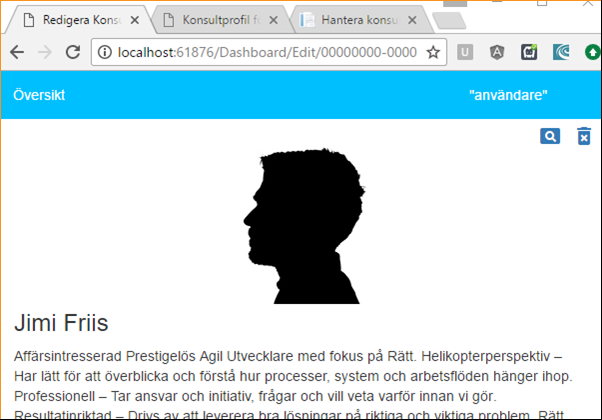 Redigera Konsu
Konsultprofil fö
Hantera konsu
localhost:61876/Dashboard/Edit/00000000-0000
Översikt
"användare"
Jimi Friis
Affärsintresserad Prestigelös Agil Utvecklare med fokus på Rätt. Helikopterperspektiv –
Har lätt för att överblicka och förstå hur processer, system och arbetsflöden hänger ihop.
Professionell – Tar ansvar och initiativ, frågar och vill veta varför innan vi gör.
Resultatinriktad – Drivs av att leverera bra lösningar på riktiga och viktiga problem. Rätt